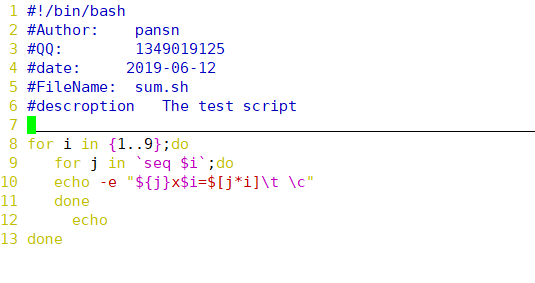 1 #!/bin/bash
2 #Author:    pansn
3 #QQ:        1349019125
4 #date:     2019-06-12
5 #FileName:  sum.sh
6 #descroption   The test script
7
8 for i in {1..9};do
9    for j in `seq $i`;do
10    echo -e "${j}x$i=$[j*i]\t \c"
11    done
12      echo
13 done